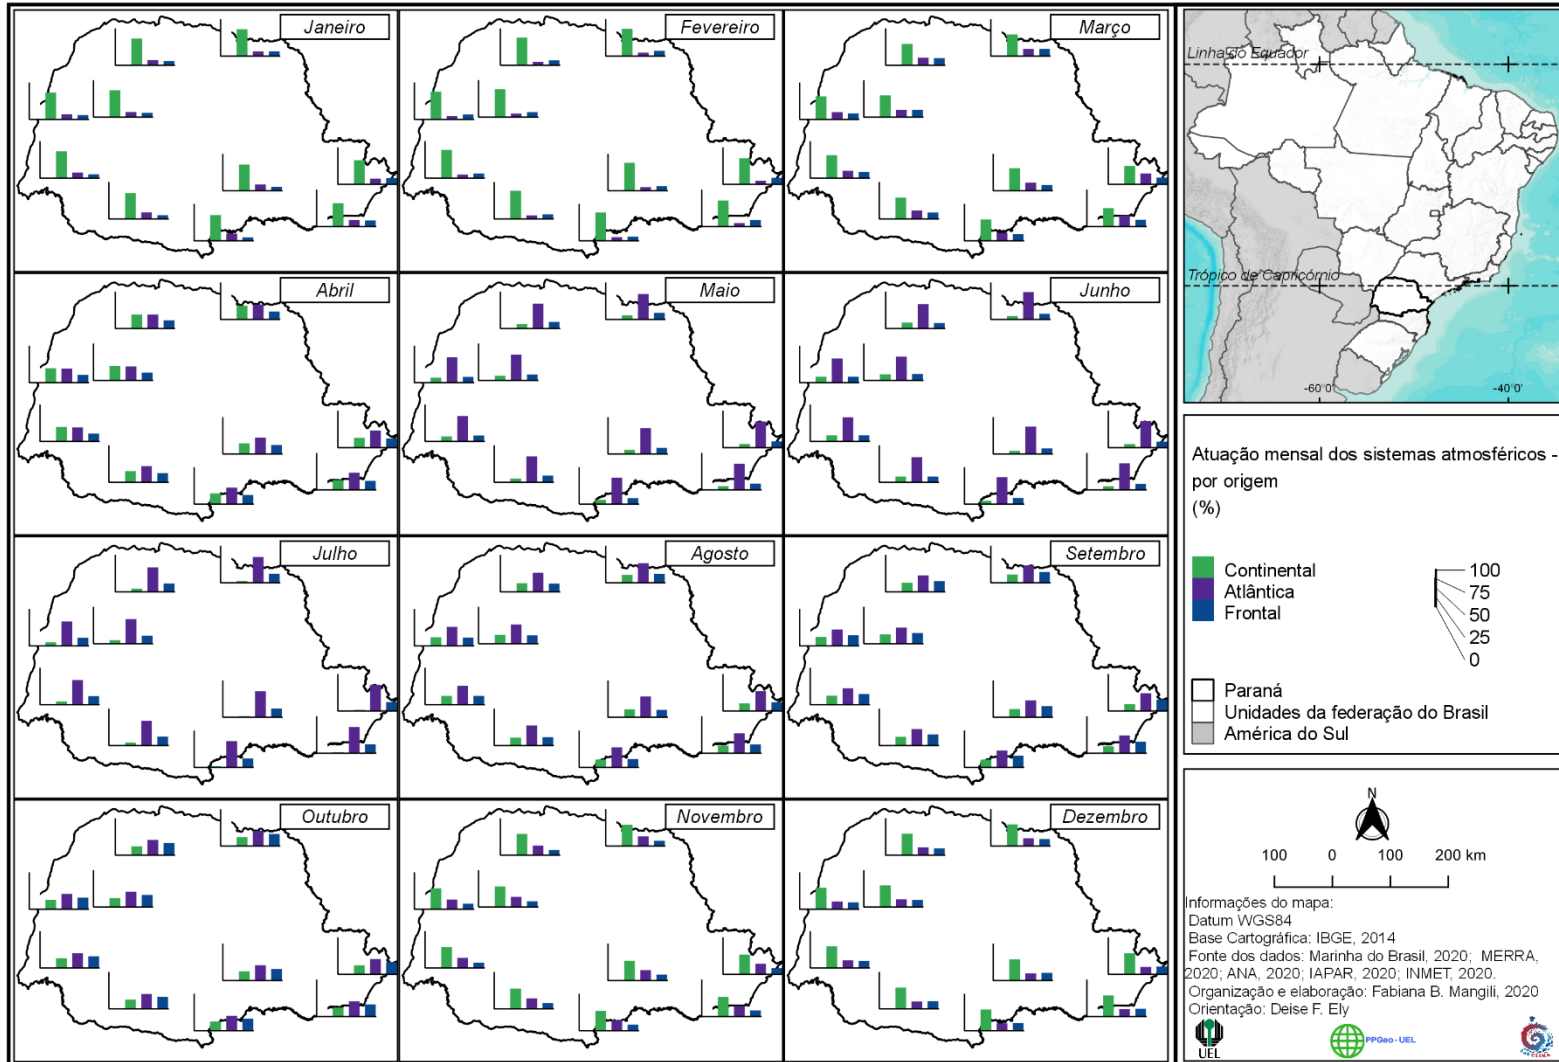 Janeiro
Fevereiro
Março
Abril
Maio
Junho
Julho
Agosto
Setembro
Outubro
Novembro
Dezembro
Linha do Equador
Trópico de Capricórnio
-60°0'
-40°0'
Atuação mensal dos sistemas atmosféricos -
por origem
(%)
Continental
Atlântica
Frontal
100
75
50
25
0
Paraná
Unidades da federação do Brasil
América do Sul
N
100 0 100 200 km
Informações do mapa:
Datum WGS84
Base Cartográfica: IBGE, 2014
Fonte dos dados: Marinha do Brasil, 2020; MERRA,
2020; ANA, 2020; IAPAR, 2020; INMET, 2020.
Organização e elaboração: Fabiana B. Mangili, 2020
Orientação: Deise F. Ely
UEL
PPGeo - UEL